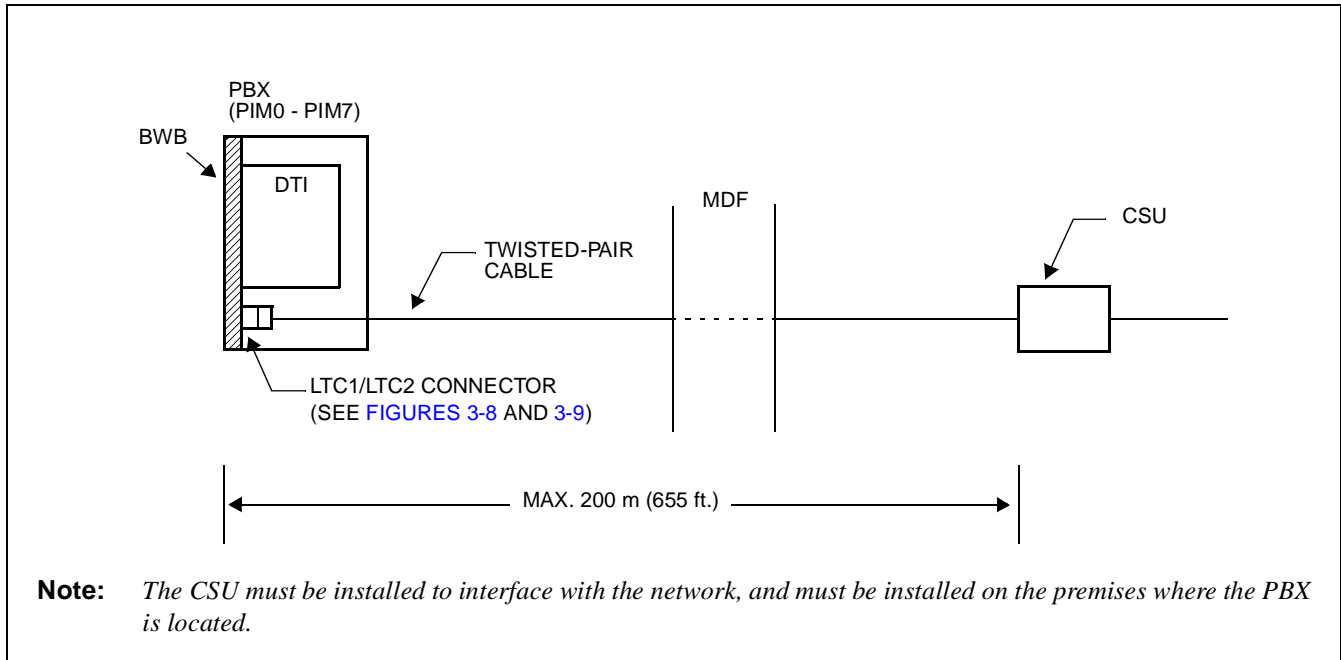 PBX
(PIM0 - PIM7)
BWB
DTI
MDF
CSU
TWISTED-PAIR
CABLE
LTC1/LTC2 CONNECTOR
(SEE FIGURES 3-8 AND 3-9)
MAX. 200 m (655 ft.)
Note: The CSU must be installed to interface with the network, and must be installed on the premises where the PBX
is located.